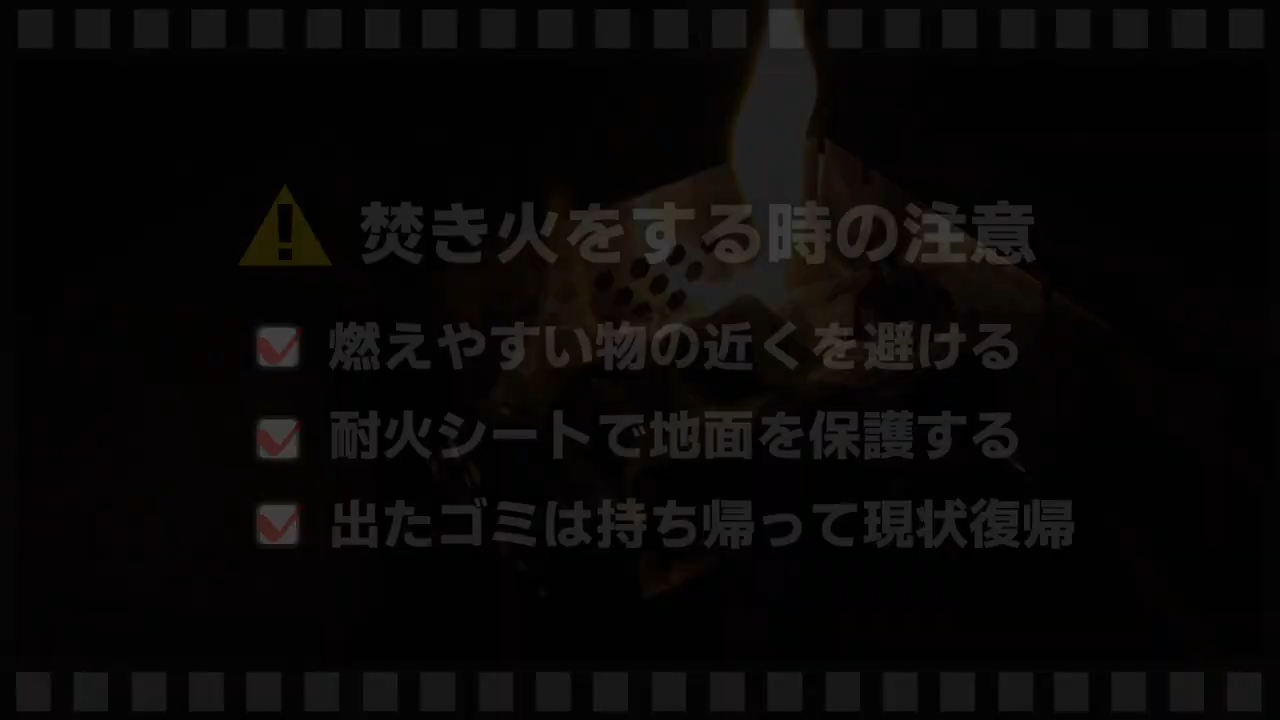 焚き火をする時の注意
燃えやすい物の近くを避ける
耐火シートで地面を保護する
出たゴミは持ち帰って現状復帰